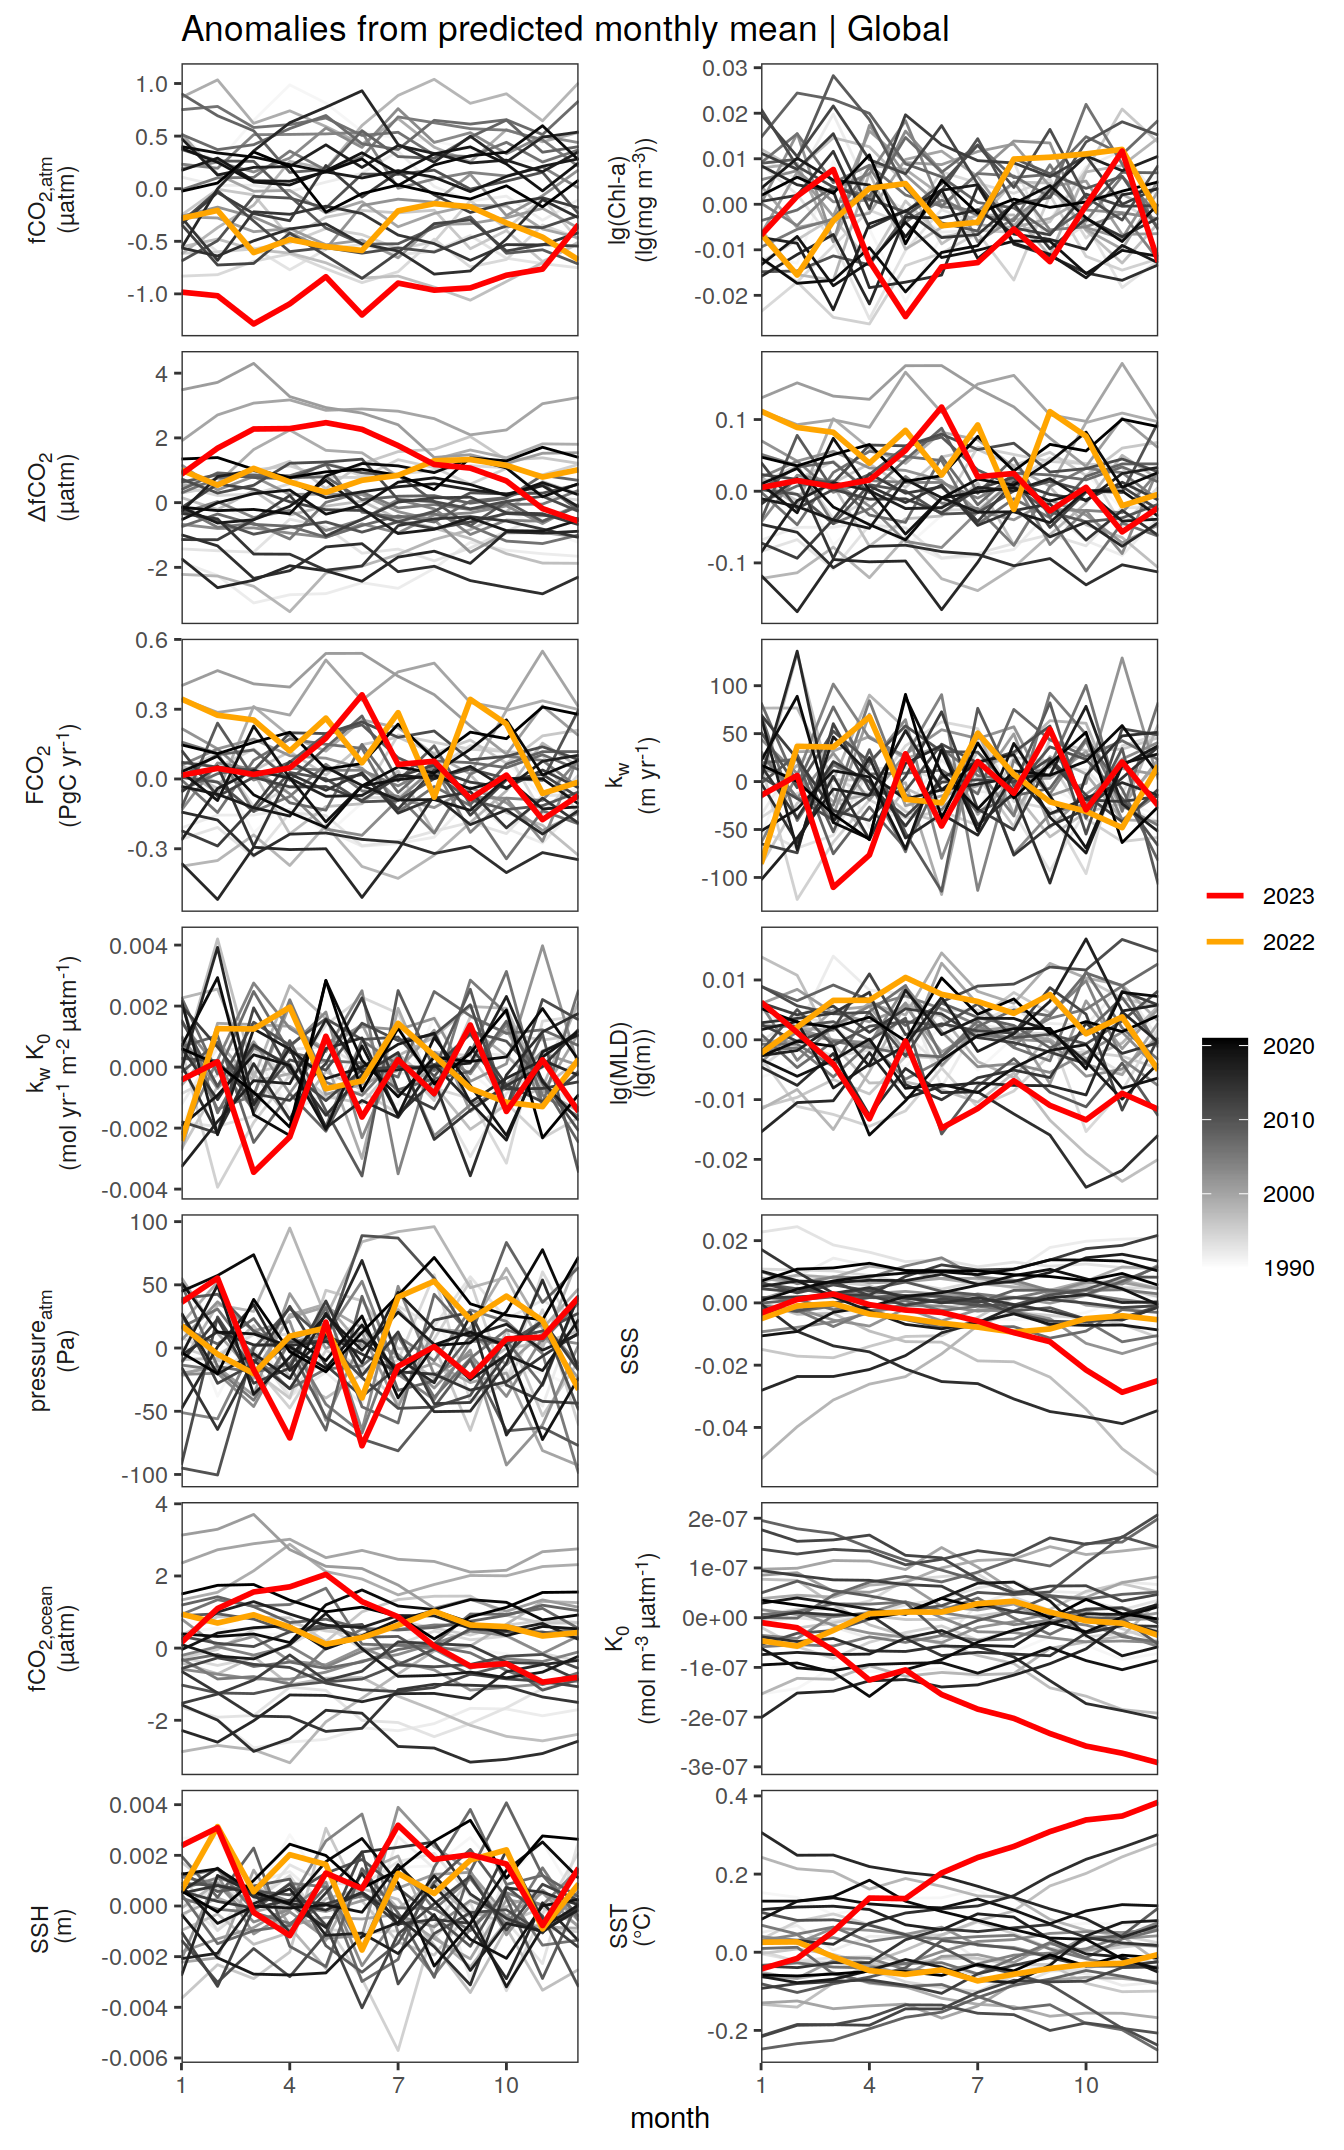 Anomalies from predicted monthly mean | Global
fCO2,atm
(µatm)
1.0
0.5
0.0
-0.5
-1.0
lg(Chl-a)
(lg(mg m-3))
0.03
0.02
0.01
0.00
-0.01
-0.02
ΔfCO2
(µatm)
4
2
0
-2
0.1
0.0
-0.1
FCO2
(PgC yr-1)
0.6
0.3
0.0
-0.3
kw
(m yr-1)
100
50
0
-50
-100
kw K0
(mol yr-1 m-2 µatm-1)
0.004
0.002
0.000
-0.002
-0.004
lg(MLD)
(lg(m))
0.01
0.00
-0.01
-0.02
pressureatm
(Pa)
100
50
0
-50
-100
SSS
0.02
0.00
-0.02
-0.04
fCO2,ocean
(µatm)
4
2
0
-2
K0
(mol m-3 µatm-1)
2e-07
1e-07
0e+00
-1e-07
-2e-07
-3e-07
SSH
(m)
0.004
0.002
0.000
-0.002
-0.004
-0.006
SST
(°C)
0.4
0.2
0.0
-0.2
1 4 7 10
1 4 7 10
month
2023
2022
2020
2010
2000
1990